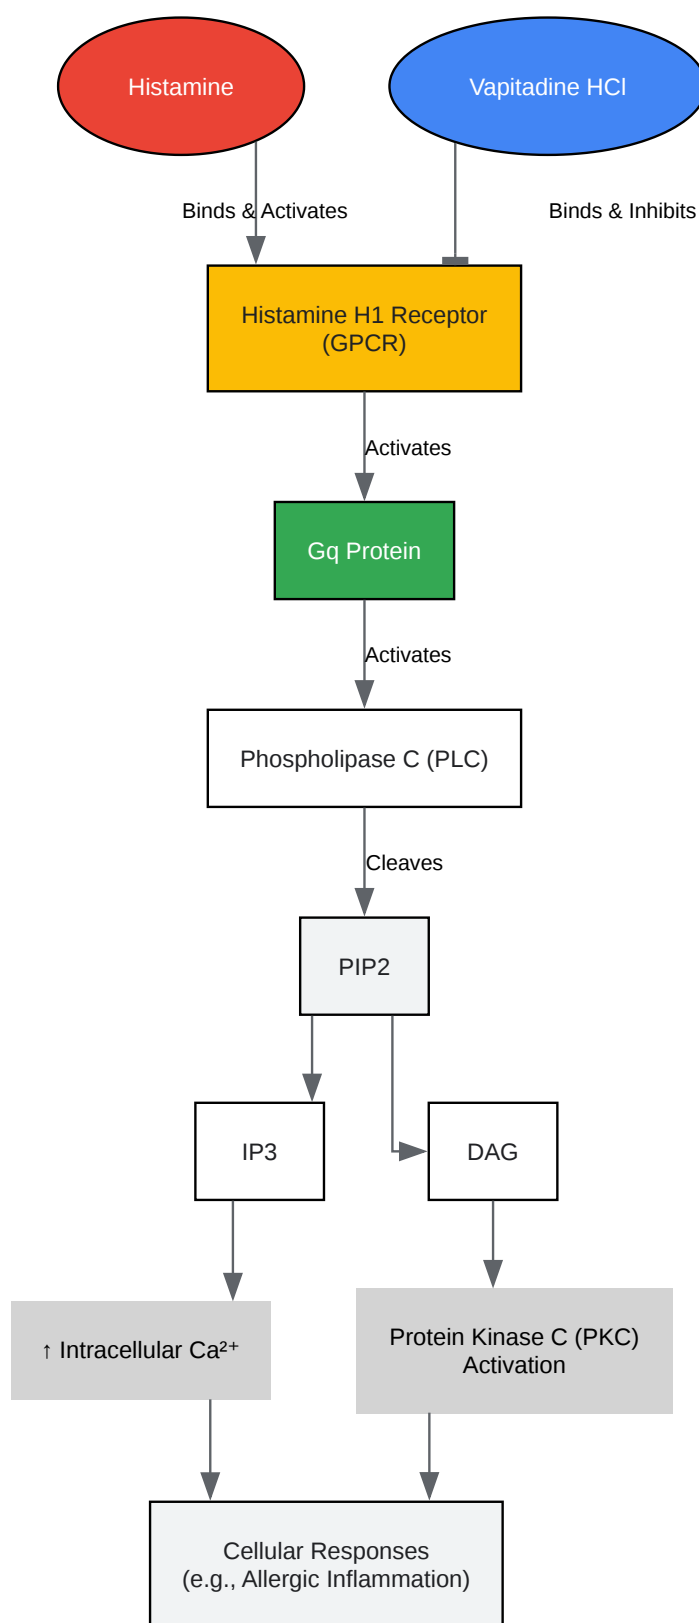 Histamine
Vapitadine HCl
Binds & Activates
Binds & Inhibits
Histamine H1 Receptor
(GPCR)
Activates
Gq Protein
Activates
Phospholipase C (PLC)
Cleaves
PIP2
IP3
DAG
↑ Intracellular Ca²⁺
Protein Kinase C (PKC)
Activation
Cellular Responses
(e.g., Allergic Inflammation)